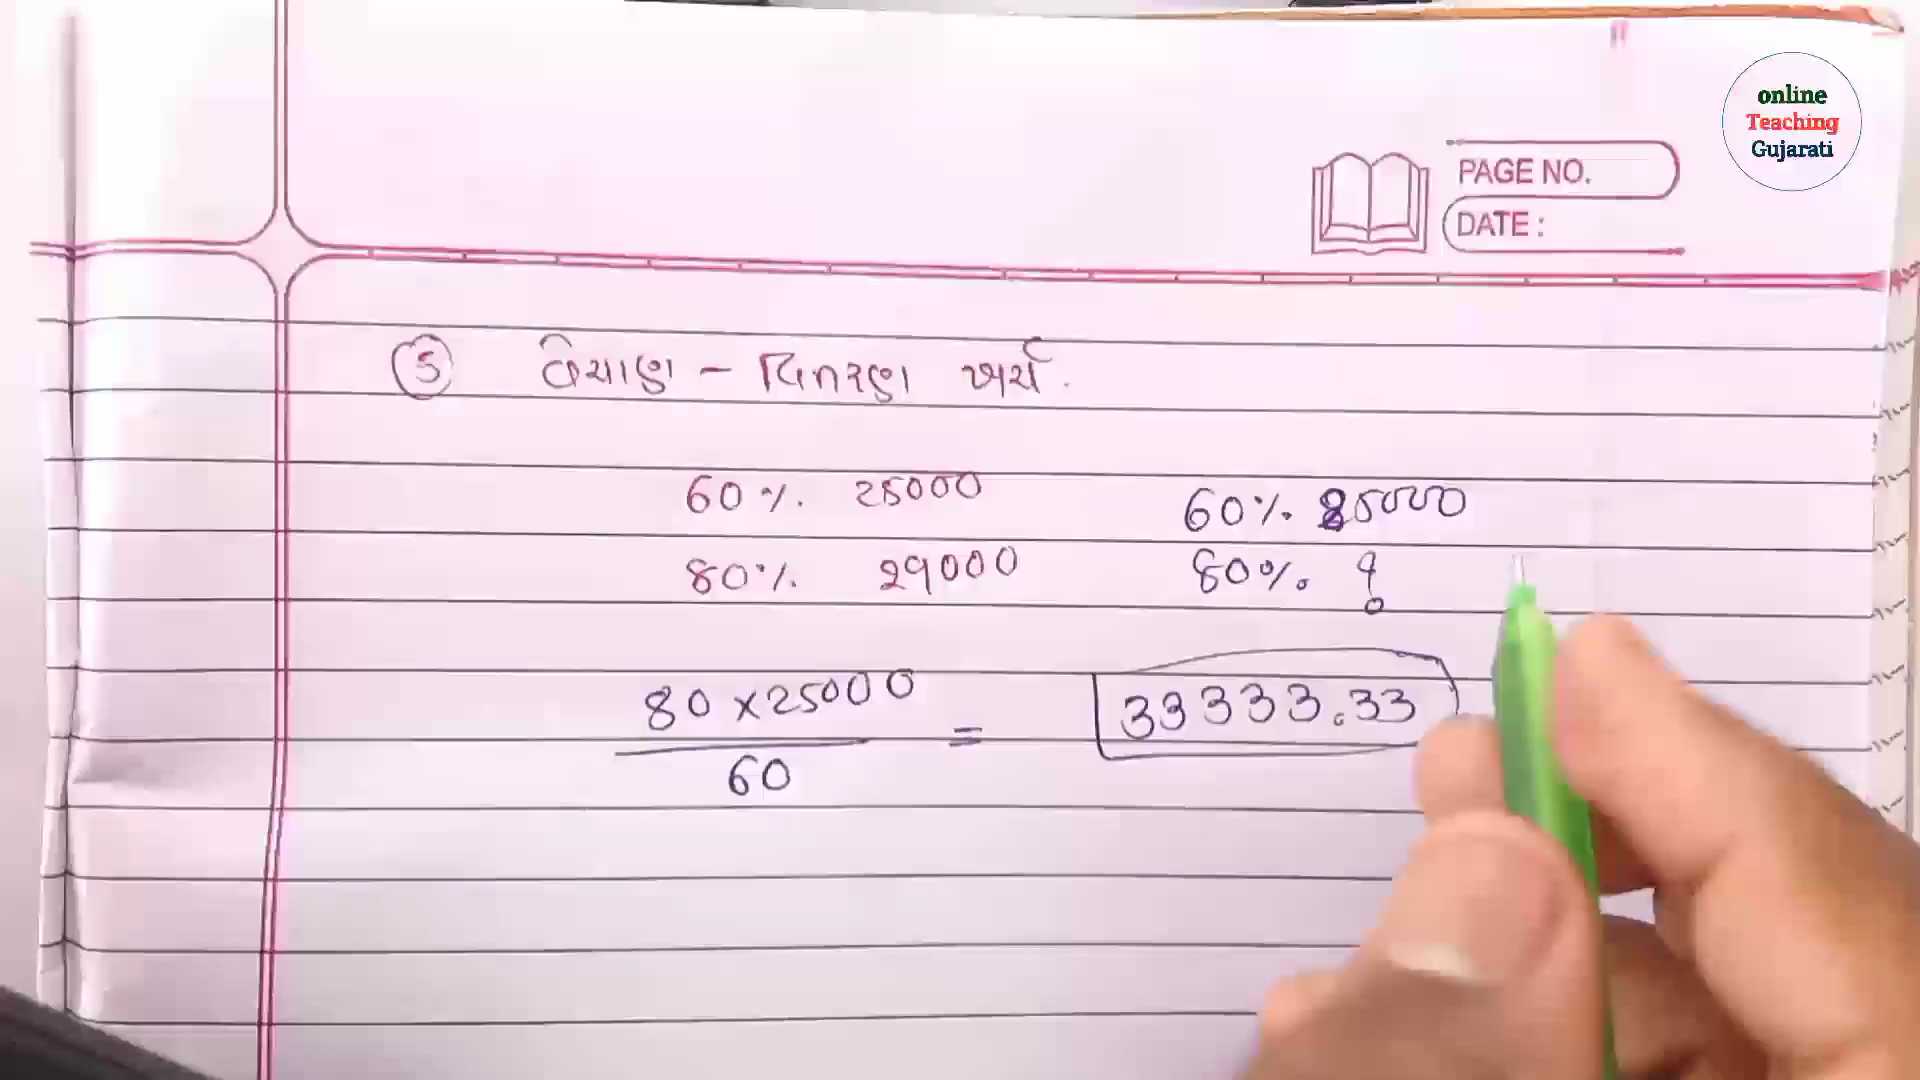 online
Teaching
Gujarati
PAGE NO.
DATE :
5 વેચાણ - વિતરણ ખર્ચ.
60% 25000 60% 25000
80% 29000 80% ?
80 x 25000
60
= 33333.33